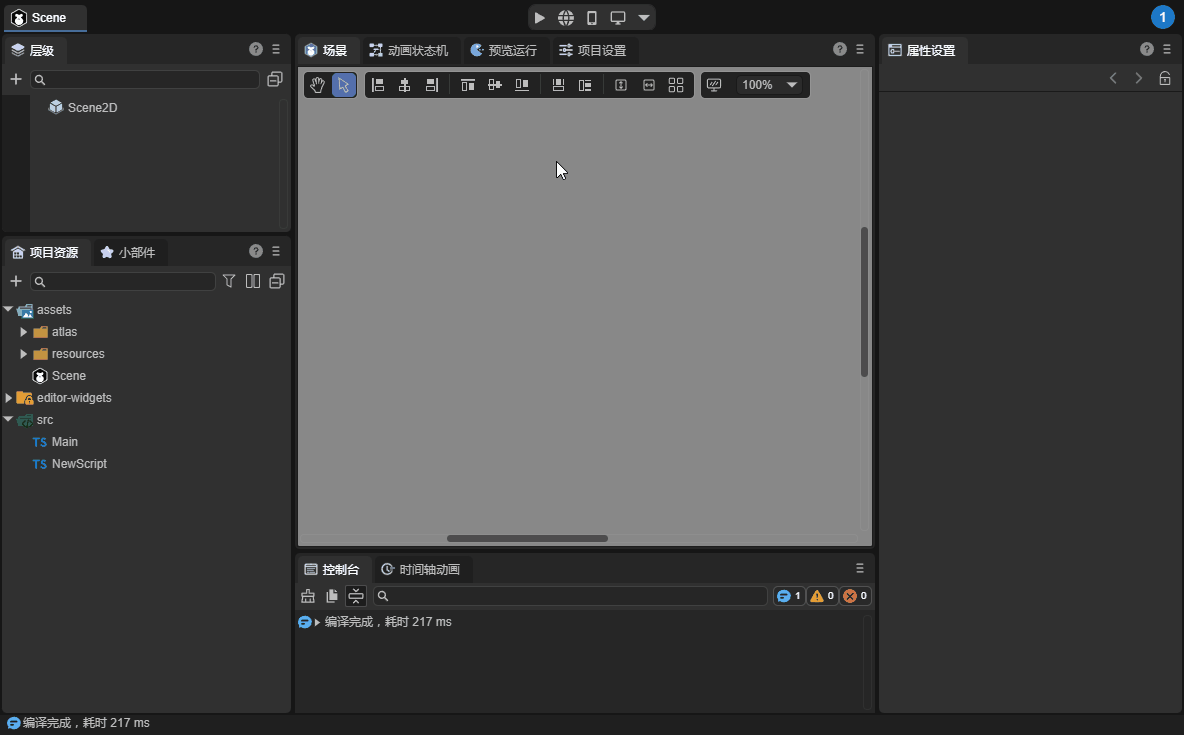 Scene
1
层级
Scene2D
项目资源 小部件
assets
atlas
resources
Scene
editor-widgets
src
TS Main
TS NewScript
场景 动画状态机 预览运行 项目设置
100%
控制台 时间轴动画
1 0 0
编译完成，耗时 217 ms
属性设置
编译完成，耗时 217 ms